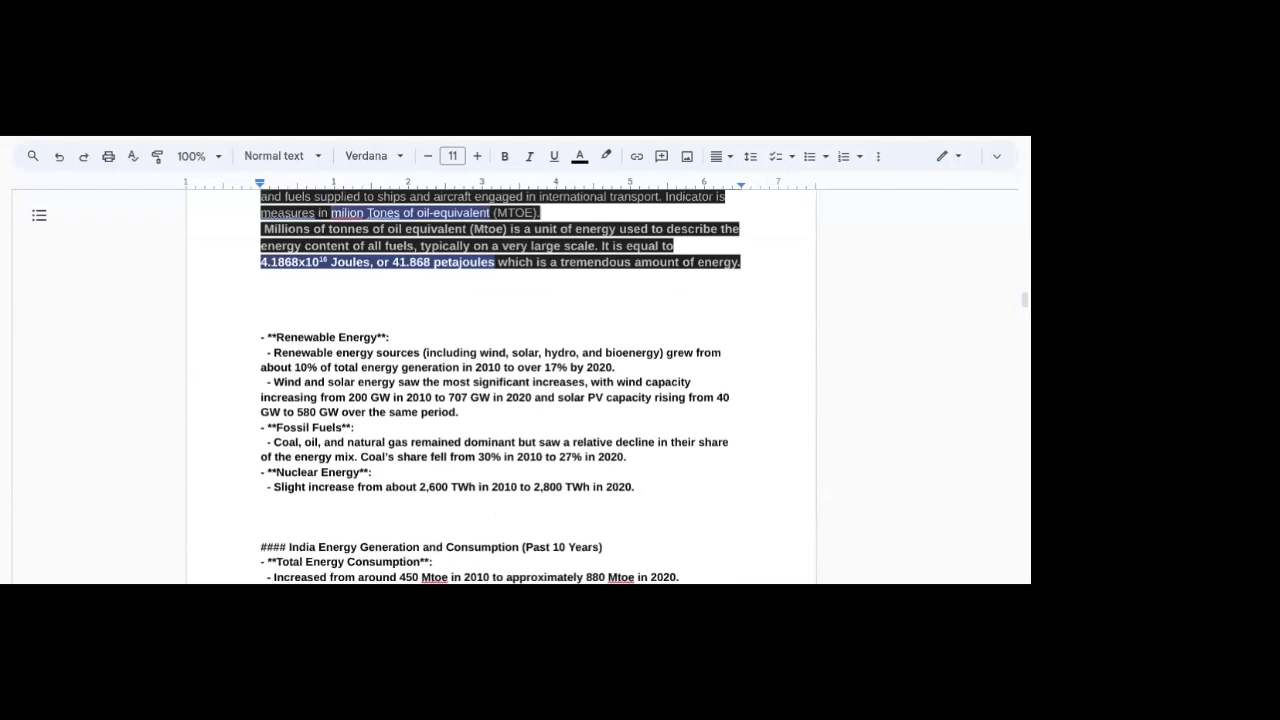 100%
Normal text
Verdana
11
B I U A
1 1 2 3 4 5 6 7
and fuels supplied to ships and aircraft engaged in international transport. Indicator is
measures in milion Tones of oil-equivalent (MTOE).
Millions of tonnes of oil equivalent (Mtoe) is a unit of energy used to describe the
energy content of all fuels, typically on a very large scale. It is equal to
4.1868x10¹⁶ Joules, or 41.868 petajoules which is a tremendous amount of energy.
- **Renewable Energy**:
- Renewable energy sources (including wind, solar, hydro, and bioenergy) grew from
about 10% of total energy generation in 2010 to over 17% by 2020.
- Wind and solar energy saw the most significant increases, with wind capacity
increasing from 200 GW in 2010 to 707 GW in 2020 and solar PV capacity rising from 40
GW to 580 GW over the same period.
- **Fossil Fuels**:
- Coal, oil, and natural gas remained dominant but saw a relative decline in their share
of the energy mix. Coal's share fell from 30% in 2010 to 27% in 2020.
- **Nuclear Energy**:
- Slight increase from about 2,600 TWh in 2010 to 2,800 TWh in 2020.
#### India Energy Generation and Consumption (Past 10 Years)
- **Total Energy Consumption**:
- Increased from around 450 Mtoe in 2010 to approximately 880 Mtoe in 2020.